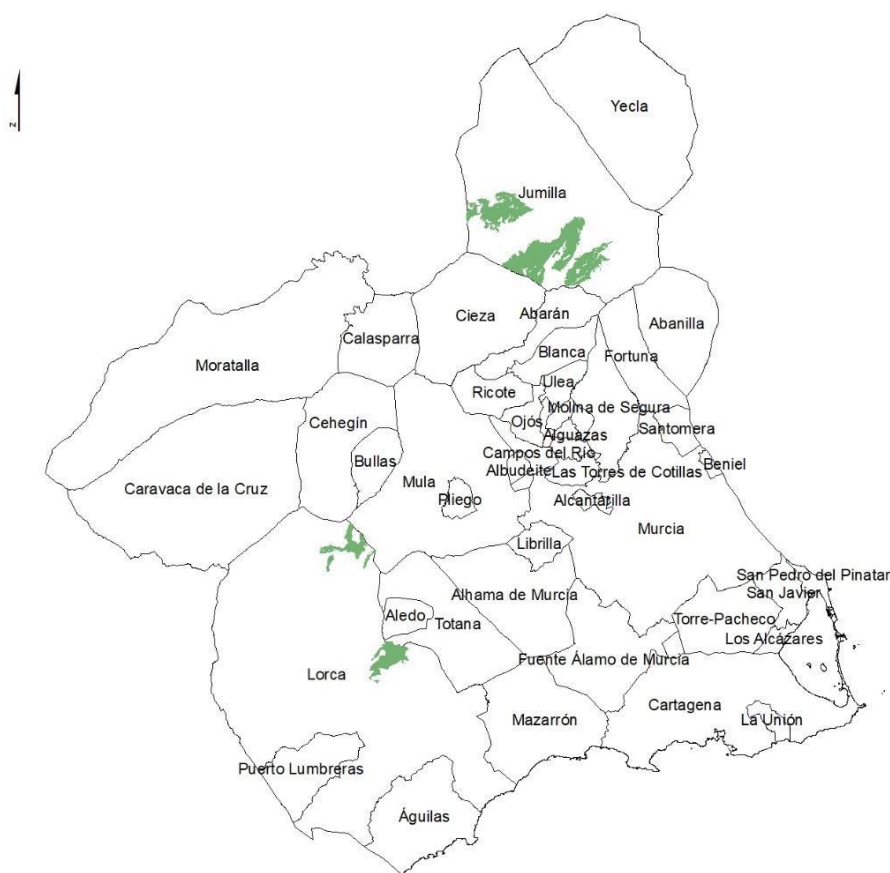 Yecla
Jumilla
Abarán
Cieza
Abanilla
Calasparra
Blanca
Fortuna
Moratalla
Ulea
Ricote
Molina de Segura
Cehegín
Ojós
Santomera
Alguazas
Campos del Río
Bullas
Beniel
Albudeite
Las Torres de Cotillas
Mula
Caravaca de la Cruz
Pliego
Alcantarilla
Murcia
Librilla
San Pedro del Pinatar
San Javier
Alhama de Murcia
Aledo
Torre-Pacheco
Totana
Los Alcázares
Fuente Álamo de Murcia
Lorca
Cartagena
La Unión
Mazarrón
Puerto Lumbreras
Águilas
z